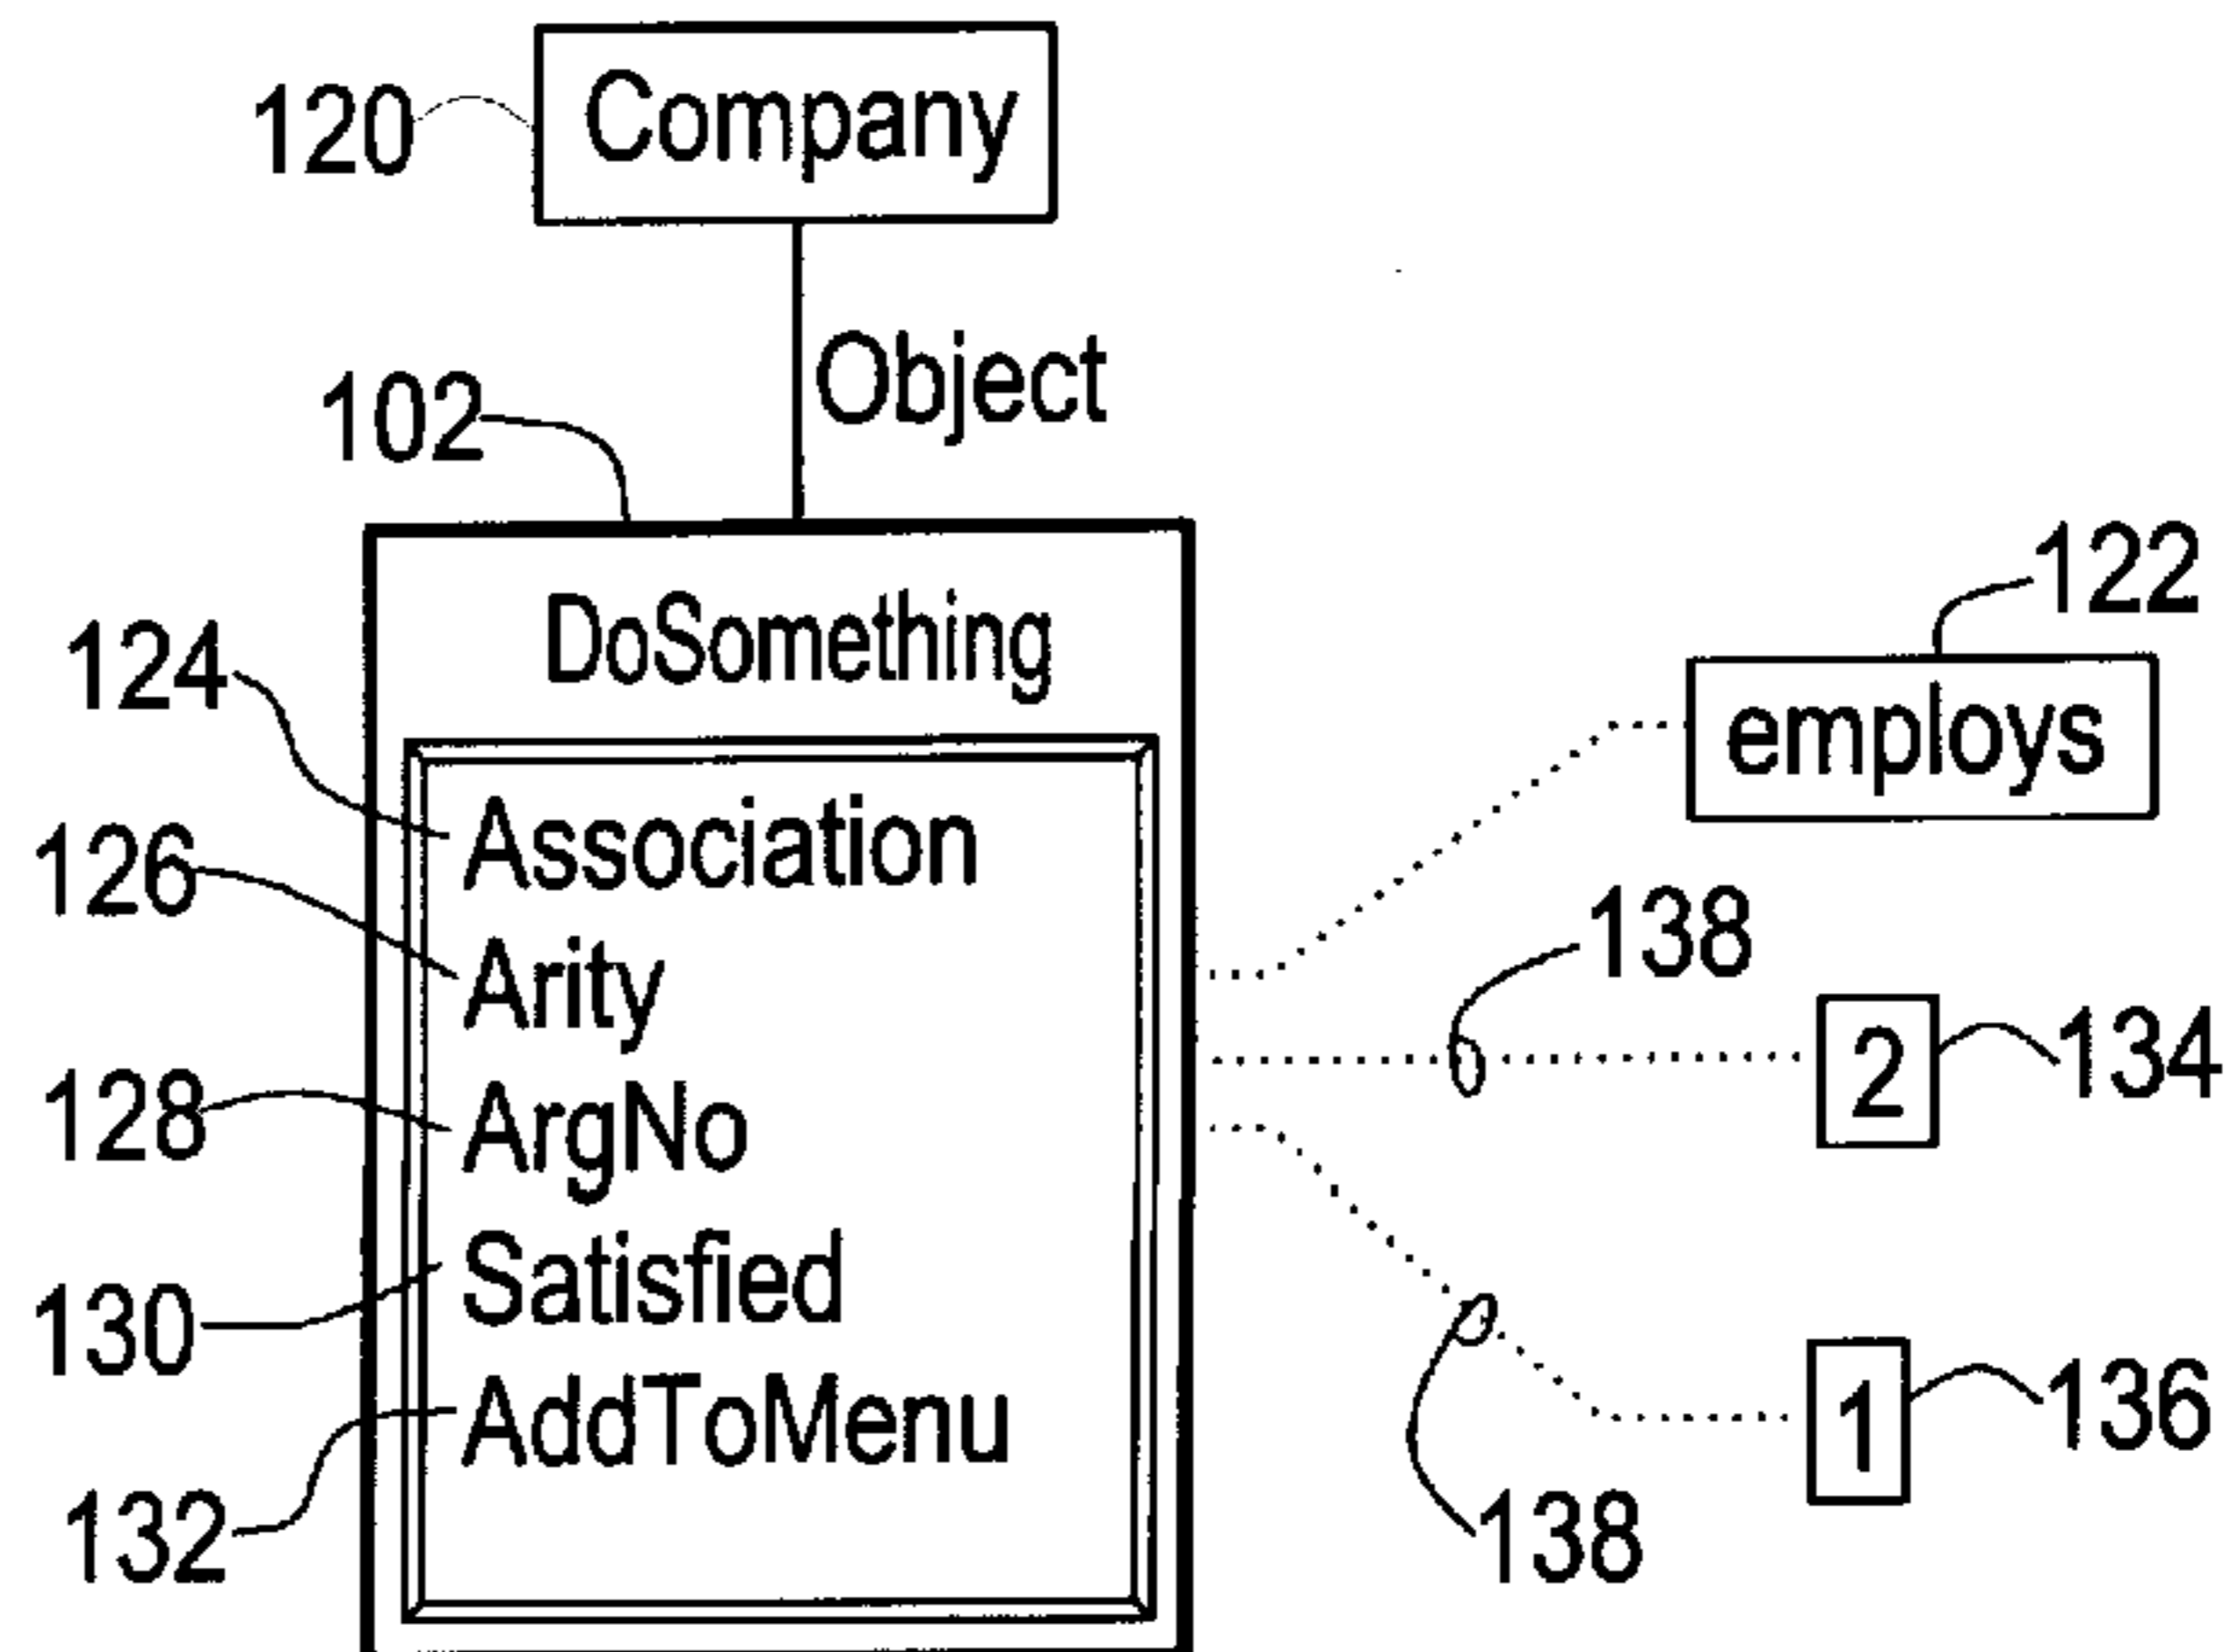 120 Company
102 Object
DoSomething
122
124
employs
Association
126
138
Arity
2 134
128 ArgNo
Satisfied
130
1 136
AddToMenu
132 138